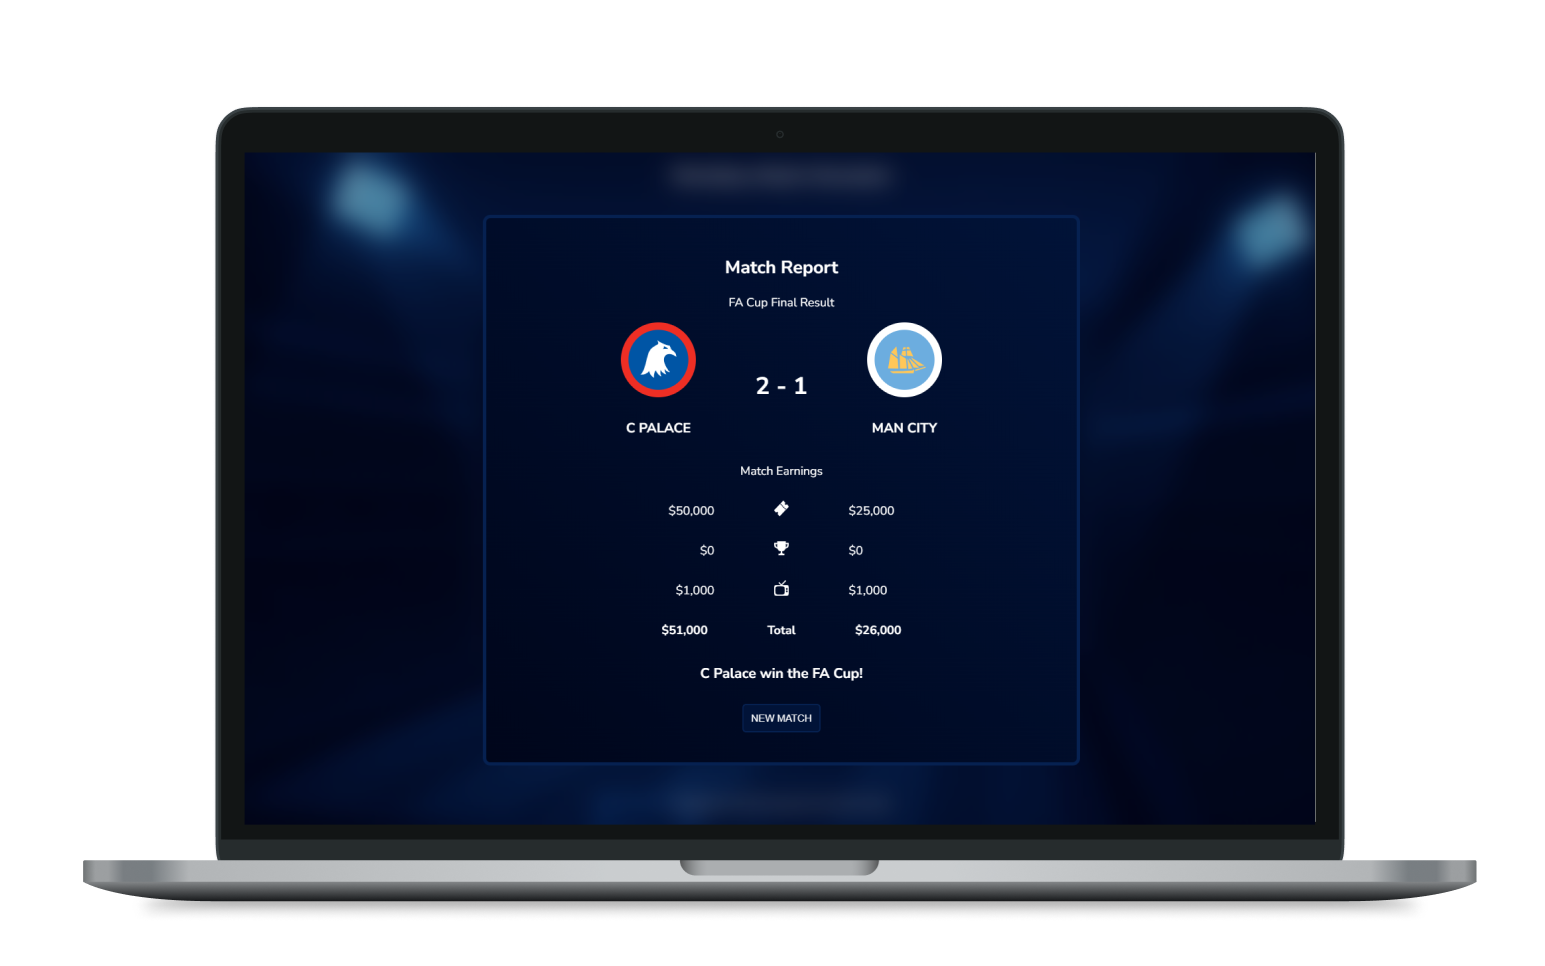 Match Report
FA Cup Final Result
2 - 1
C PALACE MAN CITY
Match Earnings
$50,000 $25,000
$0 $0
$1,000 $1,000
$51,000 Total $26,000
C Palace win the FA Cup!
NEW MATCH